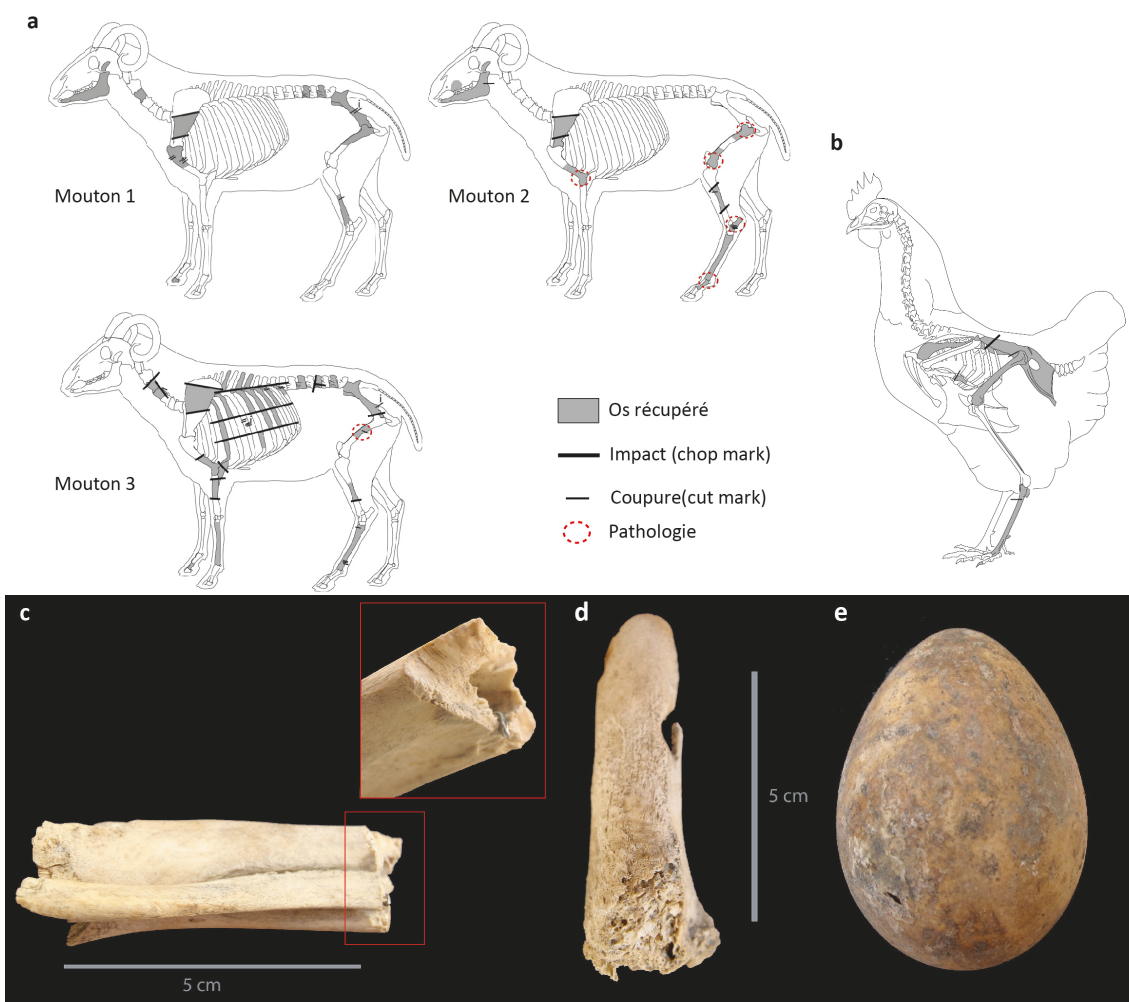 a
Mouton 1
Mouton 2
b
Mouton 3
Os récupéré
Impact (chop mark)
Coupure(cut mark)
Pathologie
c
d
e
5 cm
5 cm